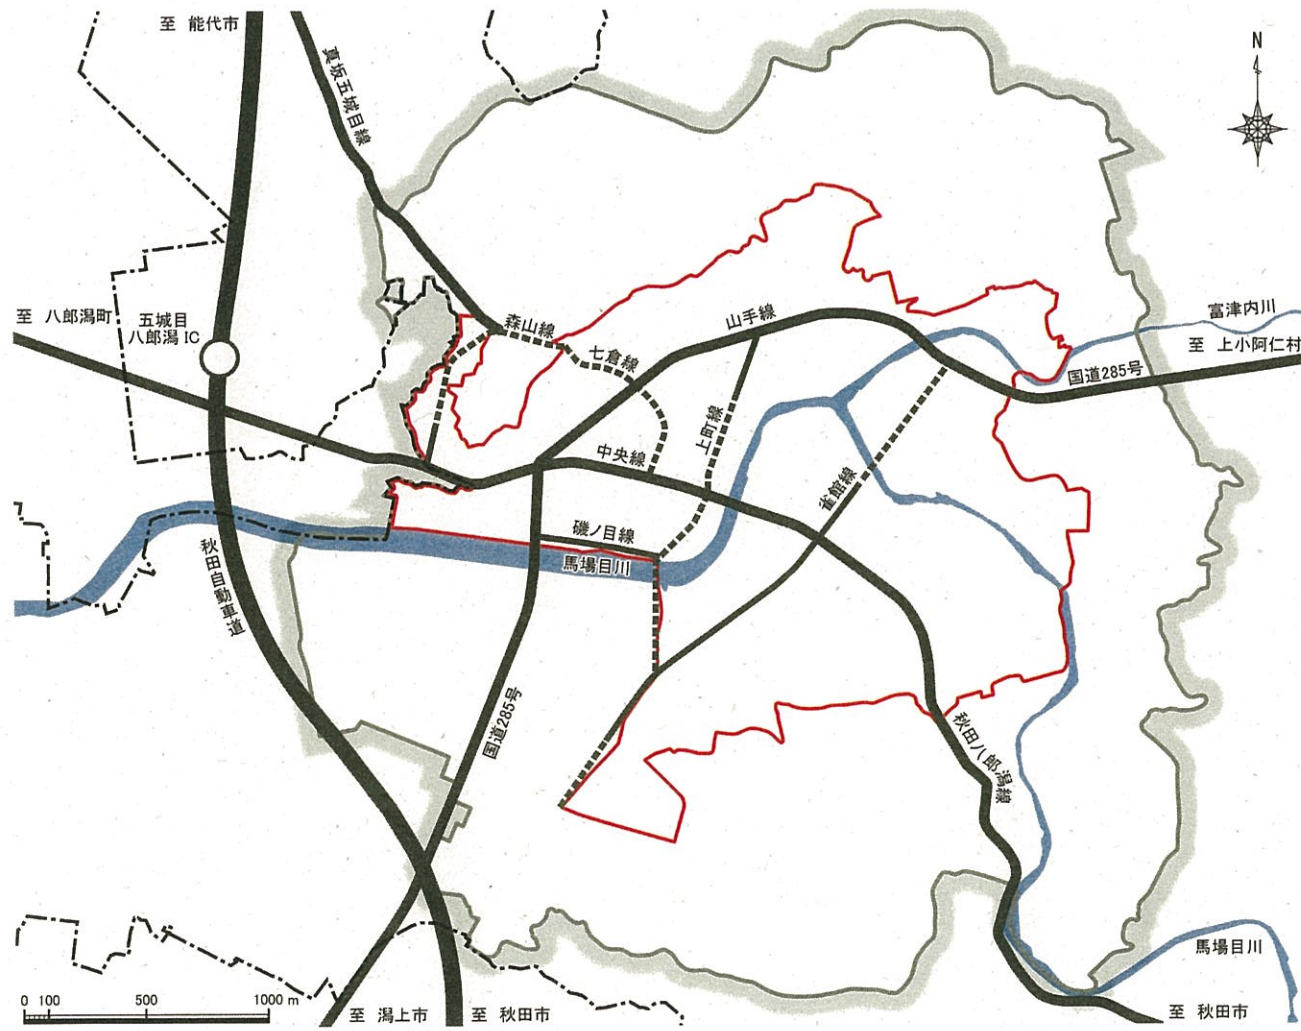 至 能代市
真坂五城目線
N
至 八郎潟町
五城目
八郎潟 IC
森山線
七倉線
山手線
富津内川
至 上小阿仁村
国道285号
上町線
中央線
雀館線
磯ノ目線
馬場目川
秋田自動車道
国道285号
秋田八郎潟線
馬場目川
0 100 500 1000 m
至 潟上市
至 秋田市
至 秋田市